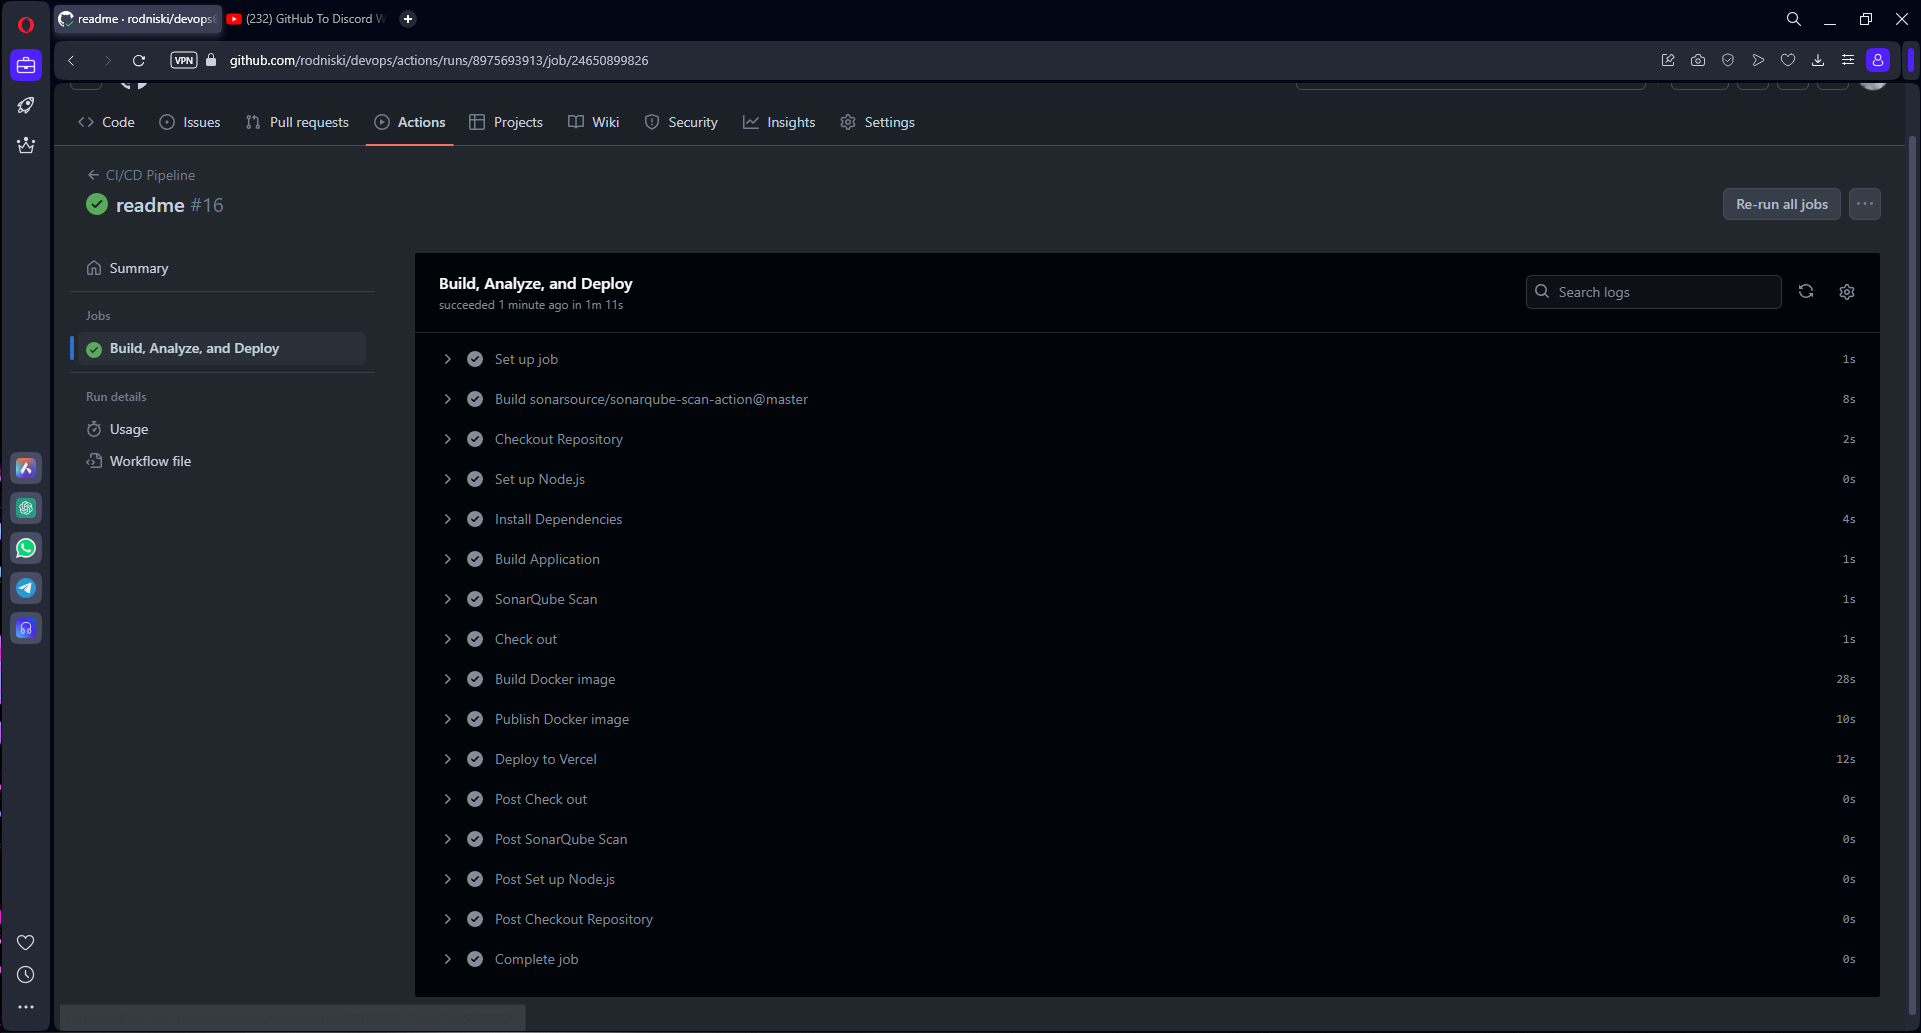 readme · rodniski/devops
(232) GitHub To Discord W
VPN
github.com/rodniski/devops/actions/runs/8975693913/job/24650899826
Code
Issues
Pull requests
Actions
Projects
Wiki
Security
Insights
Settings
CI/CD Pipeline
readme #16
Re-run all jobs
Summary
Jobs
Build, Analyze, and Deploy
Run details
Usage
Workflow file
Build, Analyze, and Deploy
succeeded 1 minute ago in 1m 11s
Search logs
Set up job 1s
Build sonarsource/sonarqube-scan-action@master 8s
Checkout Repository 2s
Set up Node.js 0s
Install Dependencies 4s
Build Application 1s
SonarQube Scan 1s
Check out 1s
Build Docker image 28s
Publish Docker image 10s
Deploy to Vercel 12s
Post Check out 0s
Post SonarQube Scan 0s
Post Set up Node.js 0s
Post Checkout Repository 0s
Complete job 0s